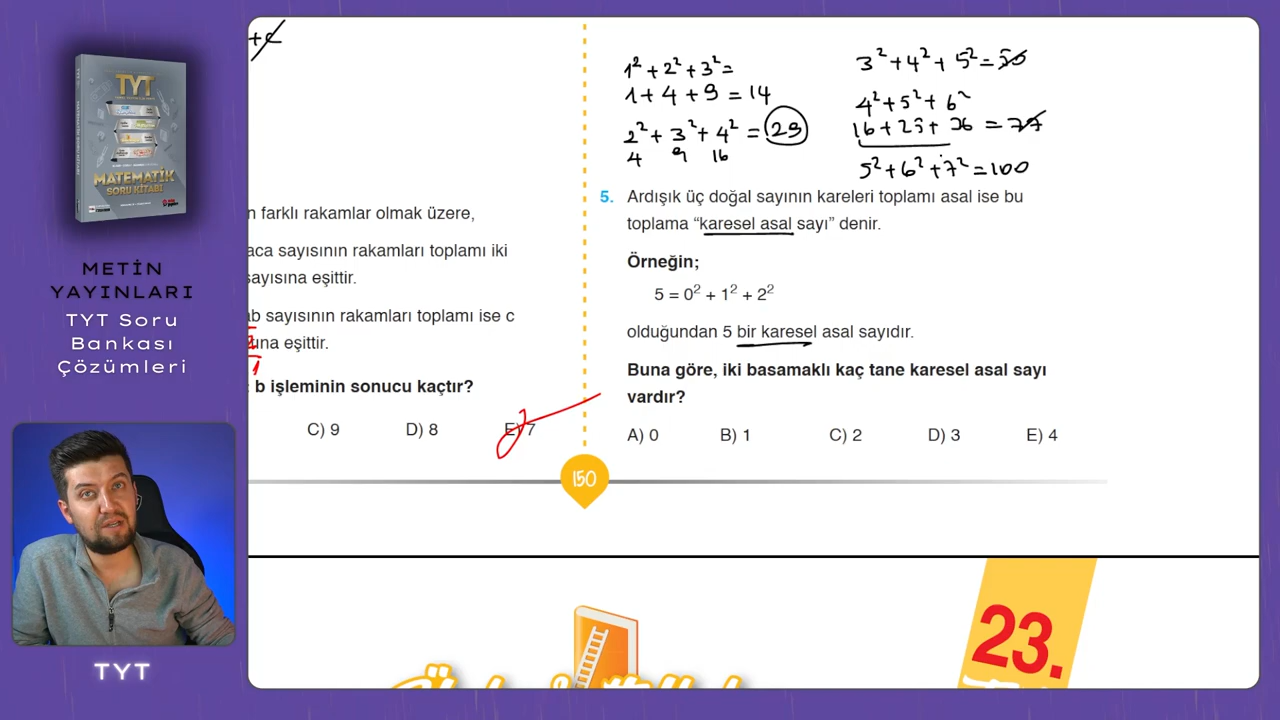 TYT
MATEMATİK
SORU KİTABI
METİN
YAYINLARI
TYT Soru
Bankası
Çözümleri
TYT
+c
n farklı rakamlar olmak üzere,
aca sayısının rakamları toplamı iki
sayısına eşittir.
ab sayısının rakamları toplamı ise c
una eşittir.
b işleminin sonucu kaçtır?
C) 9 D) 8 E) 7
150
1² + 2² + 3² =
1 + 4 + 9 = 14
2² + 3² + 4² = 29
4 9 16
3² + 4² + 5² = 50
4² + 5² + 6²
16 + 25 + 36 = 77
5² + 6² + 7² = 100
5. Ardışık üç doğal sayının kareleri toplamı asal ise bu
toplama “karesel asal sayı” denir.
Örneğin;
5 = 0² + 1² + 2²
olduğundan 5 bir karesel asal sayıdır.
Buna göre, iki basamaklı kaç tane karesel asal sayı
vardır?
A) 0 B) 1 C) 2 D) 3 E) 4
23.